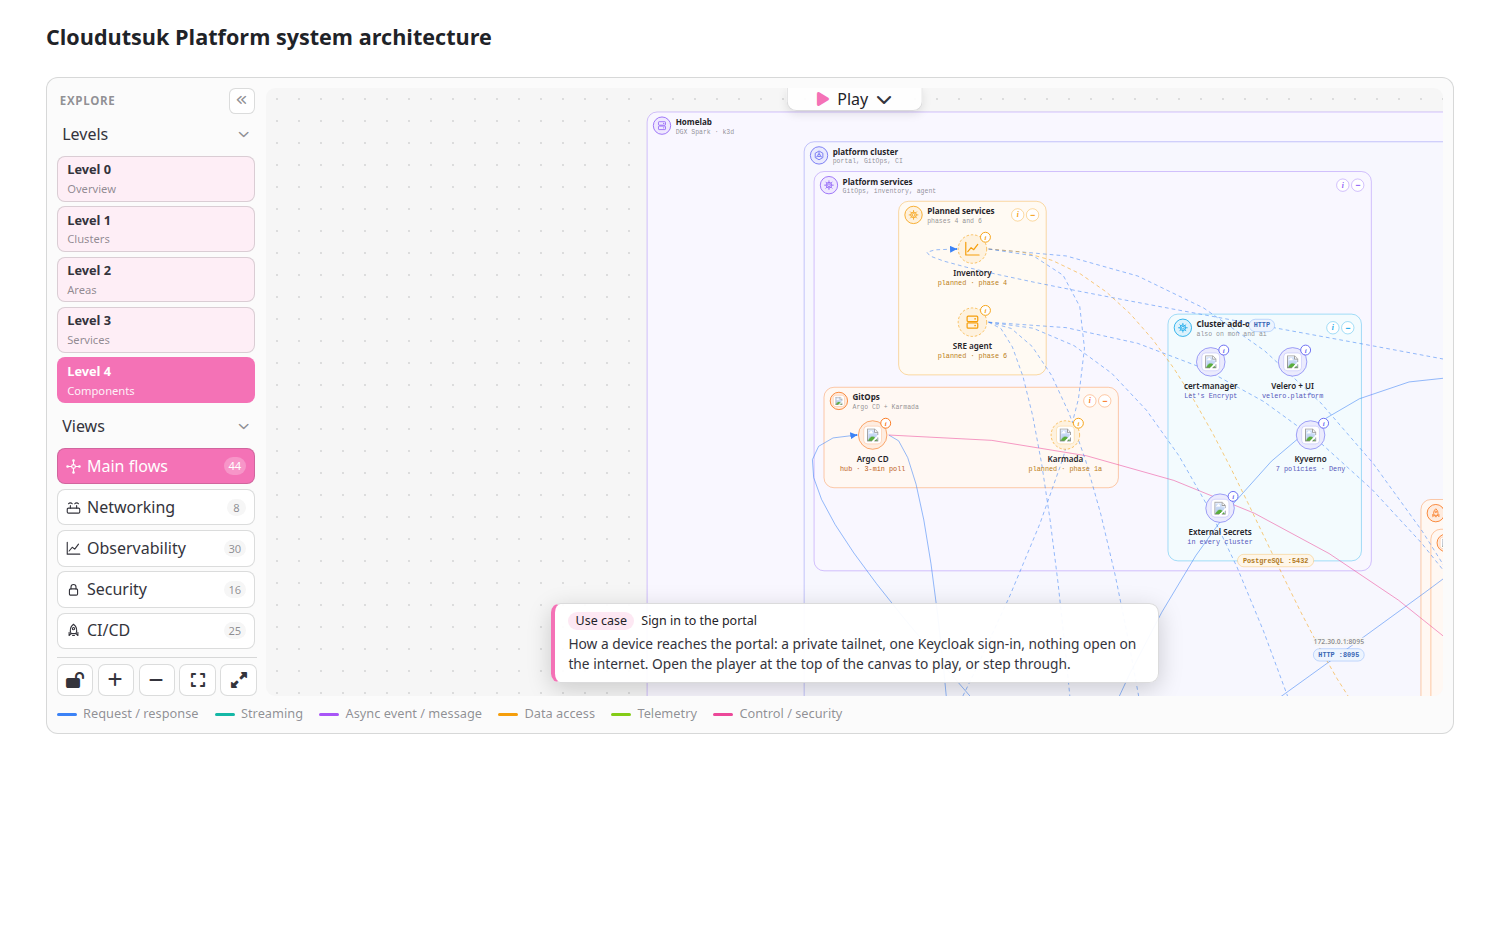 Cloudutsuk Platform system architecture
EXPLORE
Levels
Level 0
Overview
Level 1
Clusters
Level 2
Areas
Level 3
Services
Level 4
Components
Views
Main flows 44
Networking 8
Observability 30
Security 16
CI/CD 25
Play
Homelab
DGX Spark · k3d
platform cluster
portal, GitOps, CI
Platform services
GitOps, inventory, agent
Planned services
phases 4 and 6
Inventory
planned · phase 4
SRE agent
planned · phase 6
GitOps
Argo CD + Karmada
Argo CD
hub · 3-min poll
Karmada
planned · phase 1a
HTTP
also on mon and ai
cert-manager
Let's Encrypt
Velero + UI
velero.platform
Kyverno
7 policies · Deny
External Secrets
in every cluster
PostgreSQL :5432
172.30.0.1:8095
HTTP :8095
Use case Sign in to the portal
How a device reaches the portal: a private tailnet, one Keycloak sign-in, nothing open on
the internet. Open the player at the top of the canvas to play, or step through.
Request / response
Streaming
Async event / message
Data access
Telemetry
Control / security